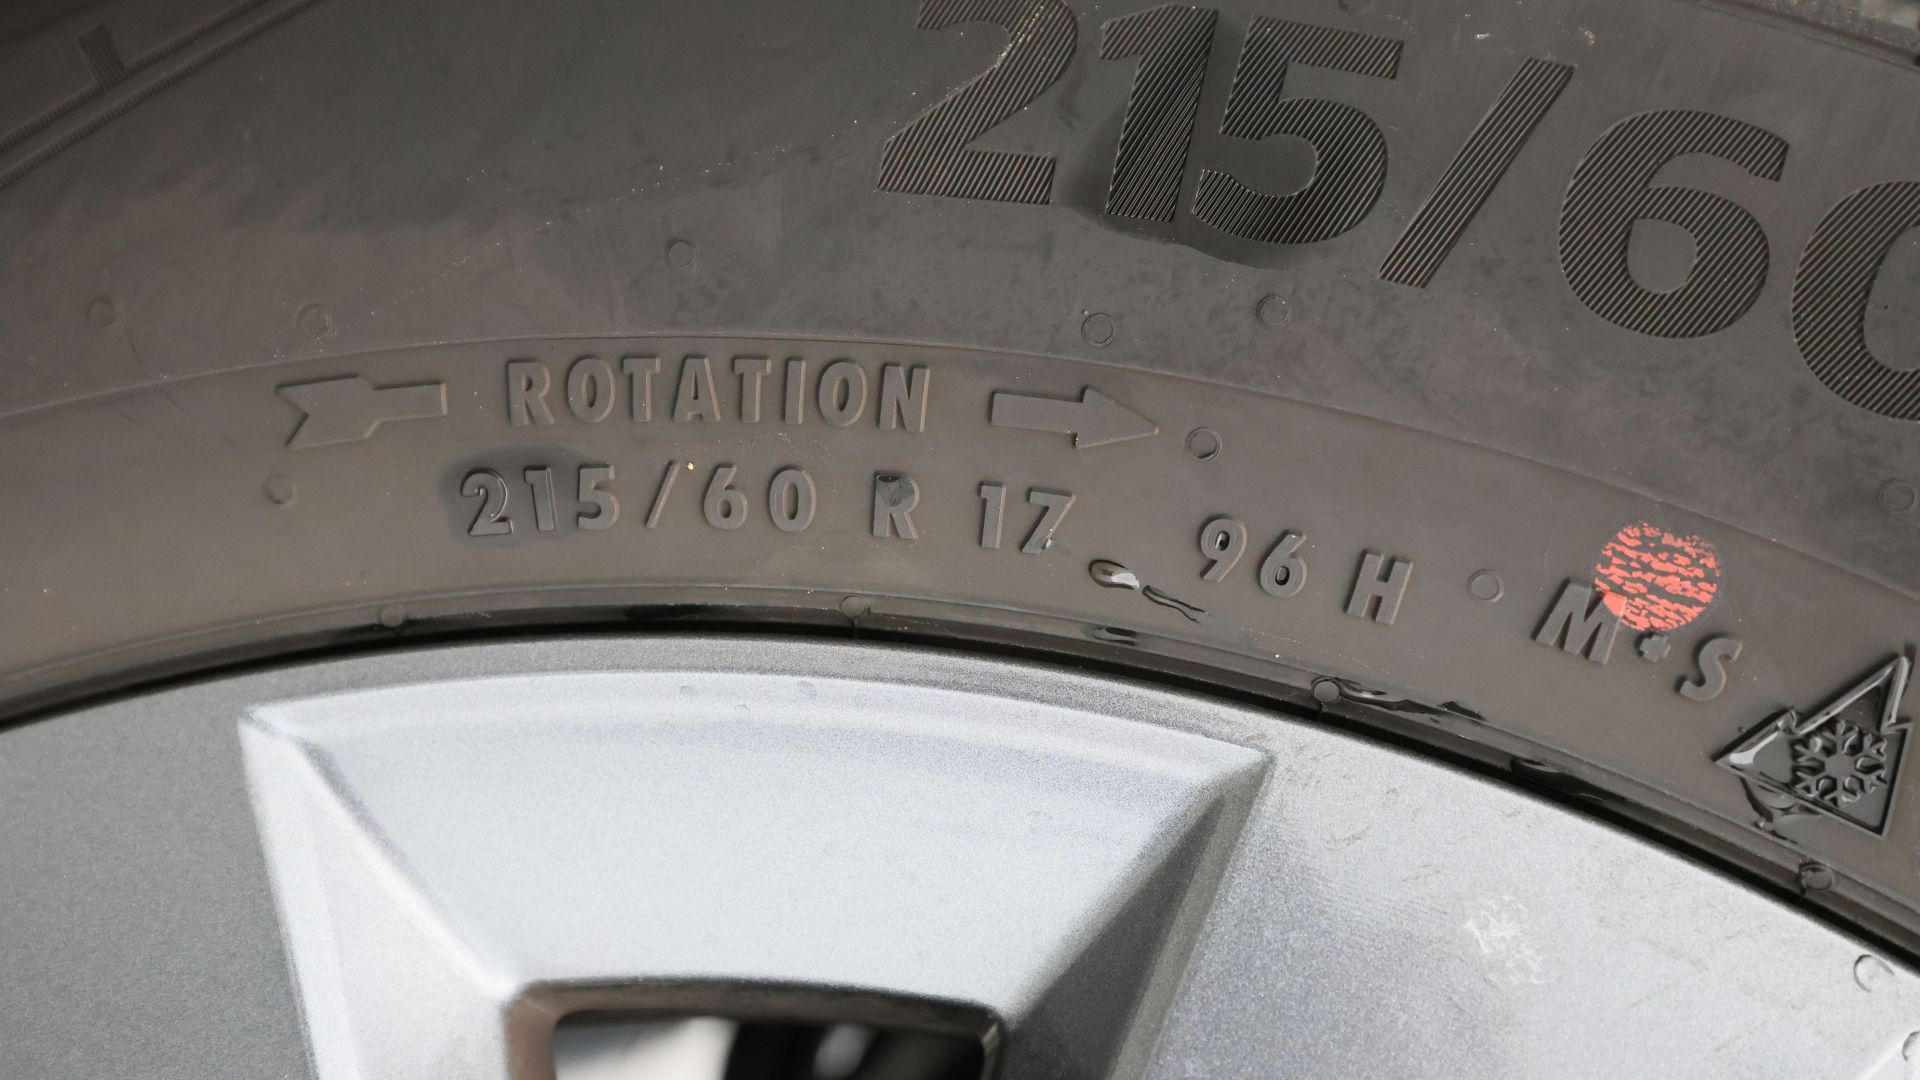 215/60
ROTATION
215/60 R 17 96 H M+S